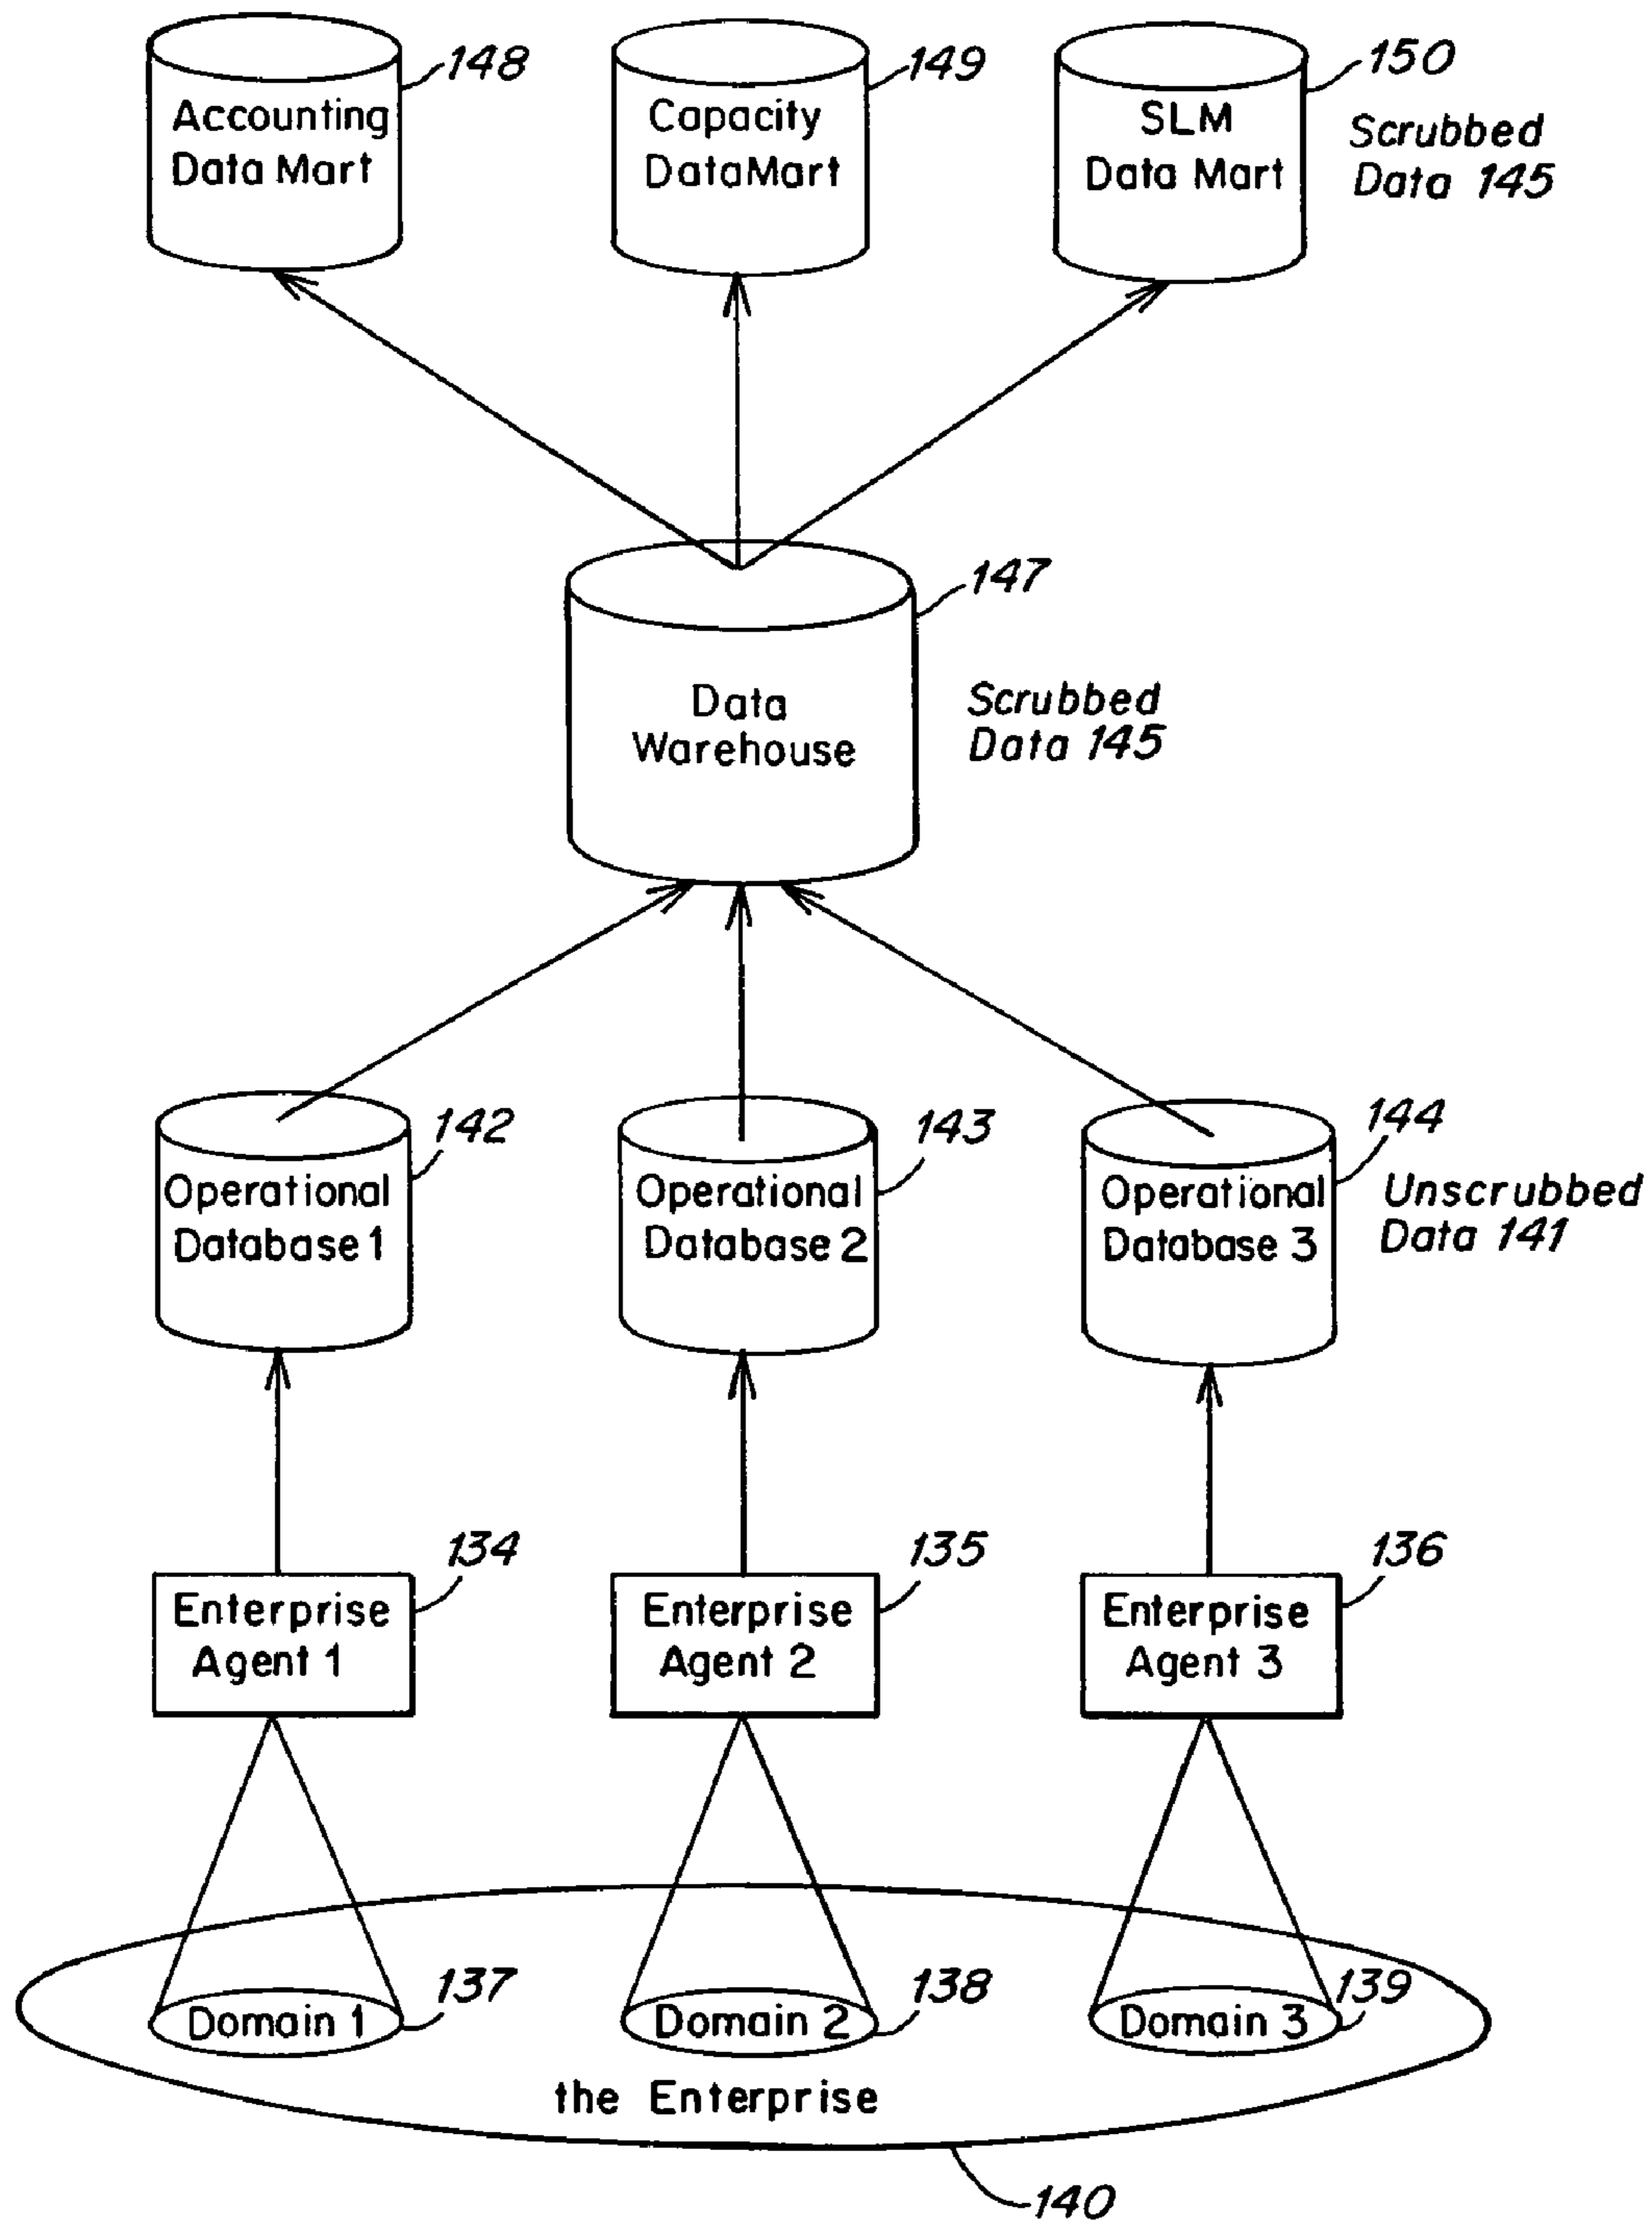 148
149
150
Accounting
Data Mart
Capacity
DataMart
SLM
Data Mart
Scrubbed
Data 145
147
Data
Warehouse
Scrubbed
Data 145
142
143
144
Operational
Database 1
Operational
Database 2
Operational
Database 3
Unscrubbed
Data 141
134
135
136
Enterprise
Agent 1
Enterprise
Agent 2
Enterprise
Agent 3
137
138
139
Domain 1
Domain 2
Domain 3
the Enterprise
140